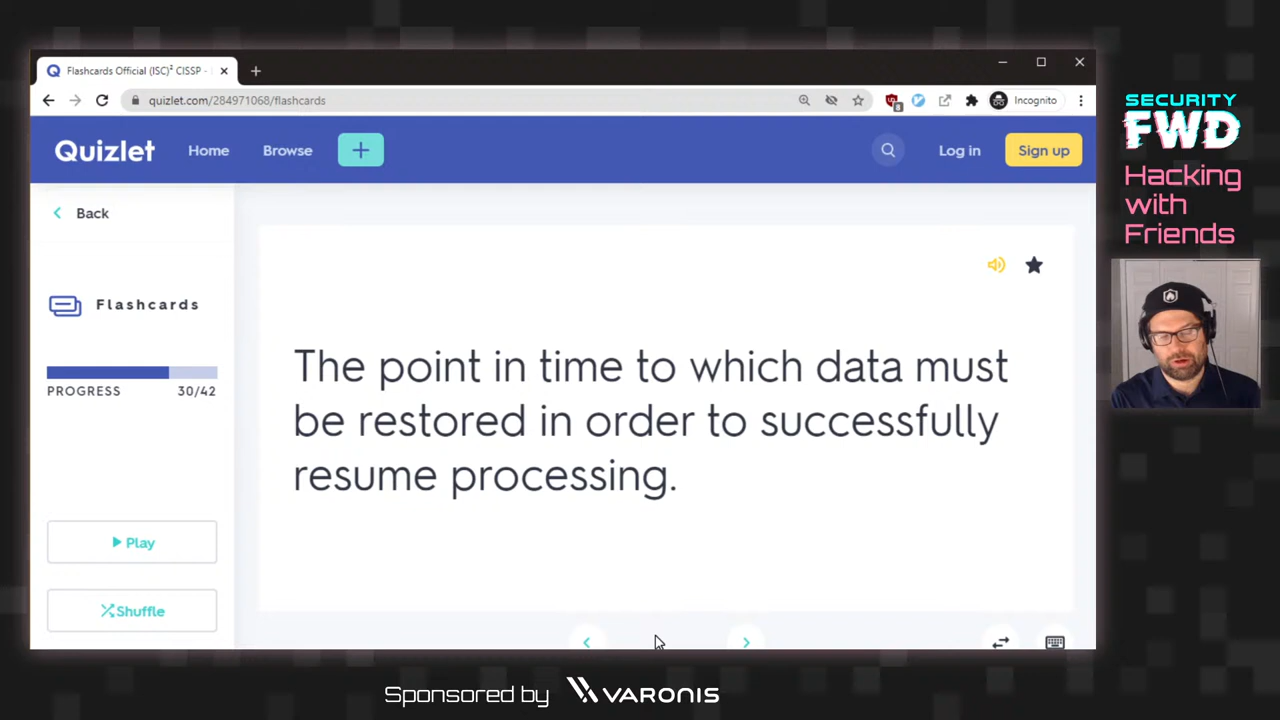 Flashcards Official (ISC)² CISSP -
quizlet.com/284971068/flashcards
8
Incognito
SECURITY
FWD
Hacking
with
Friends
Quizlet
Home
Browse
Log in
Sign up
Back
Flashcards
PROGRESS
30/42
Play
Shuffle
The point in time to which data must
be restored in order to successfully
resume processing.
Sponsored by
VARONIS